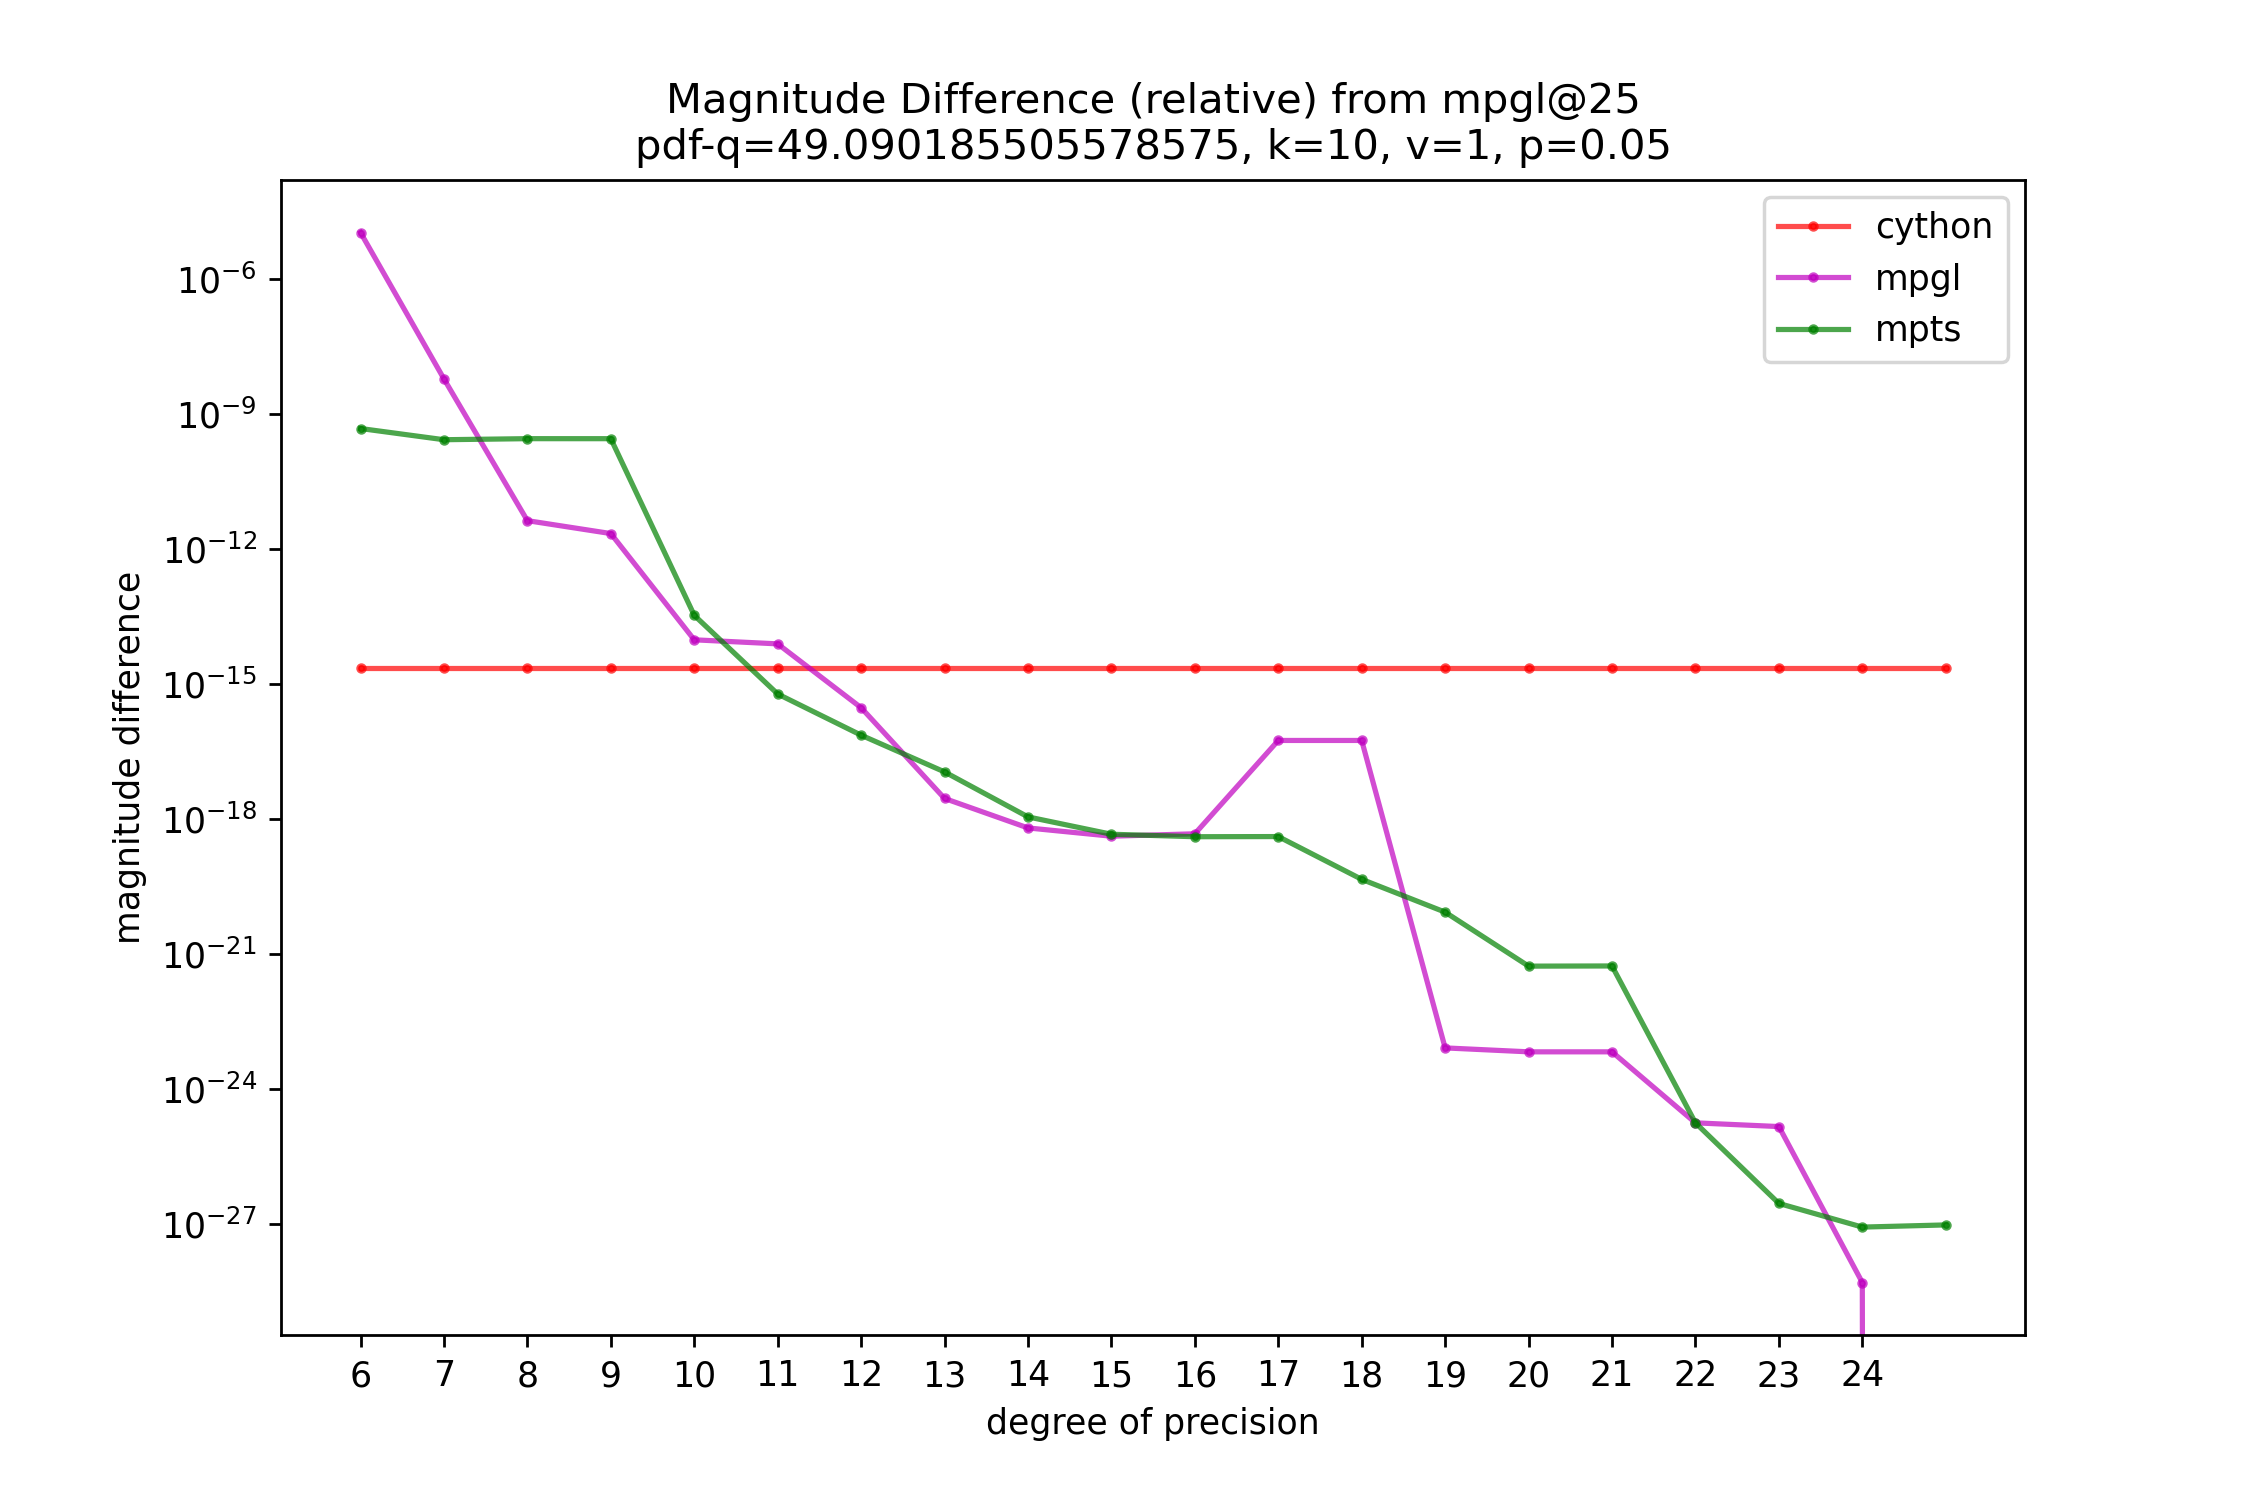 Magnitude Difference (relative) from mpgl@25
pdf-q=49.090185505578575, k=10, v=1, p=0.05
cython
mpgl
mpts
magnitude difference
10⁻⁶
10⁻⁹
10⁻¹²
10⁻¹⁵
10⁻¹⁸
10⁻²¹
10⁻²⁴
10⁻²⁷
6 7 8 9 10 11 12 13 14 15 16 17 18 19 20 21 22 23 24
degree of precision